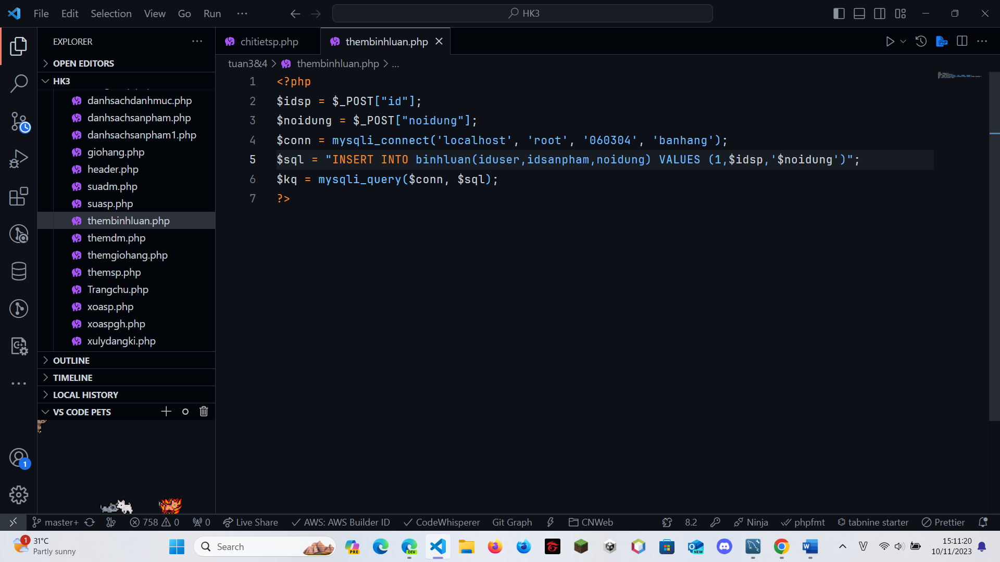 File Edit Selection View Go Run ··· HK3
EXPLORER ···
chitietsp.php thembinhluan.php
OPEN EDITORS
tuan3&4 > thembinhluan.php > ...
HK3
danhsachdanhmuc.php
danhsachsanpham.php
danhsachsanpham1.php
giohang.php
header.php
suadm.php
suasp.php
thembinhluan.php
themdm.php
themgiohang.php
themsp.php
Trangchu.php
xoasp.php
xoaspgh.php
xulydangki.php
OUTLINE
TIMELINE
LOCAL HISTORY
VS CODE PETS
1 <?php
2 $idsp = $_POST["id"];
3 $noidung = $_POST["noidung"];
4 $conn = mysqli_connect('localhost', 'root', '060304', 'banhang');
5 $sql = "INSERT INTO binhluan(iduser,idsanpham,noidung) VALUES (1,$idsp,'$noidung')";
6 $kq = mysqli_query($conn, $sql);
7 ?>
1
master+ 758 0 0 Live Share AWS: AWS Builder ID CodeWhisperer Git Graph CNWeb 8.2 Ninja phpfmt tabnine starter Prettier
1 31°C
Partly sunny
Search
PRE
DEV
NEW
V
15:11:20
10/11/2023